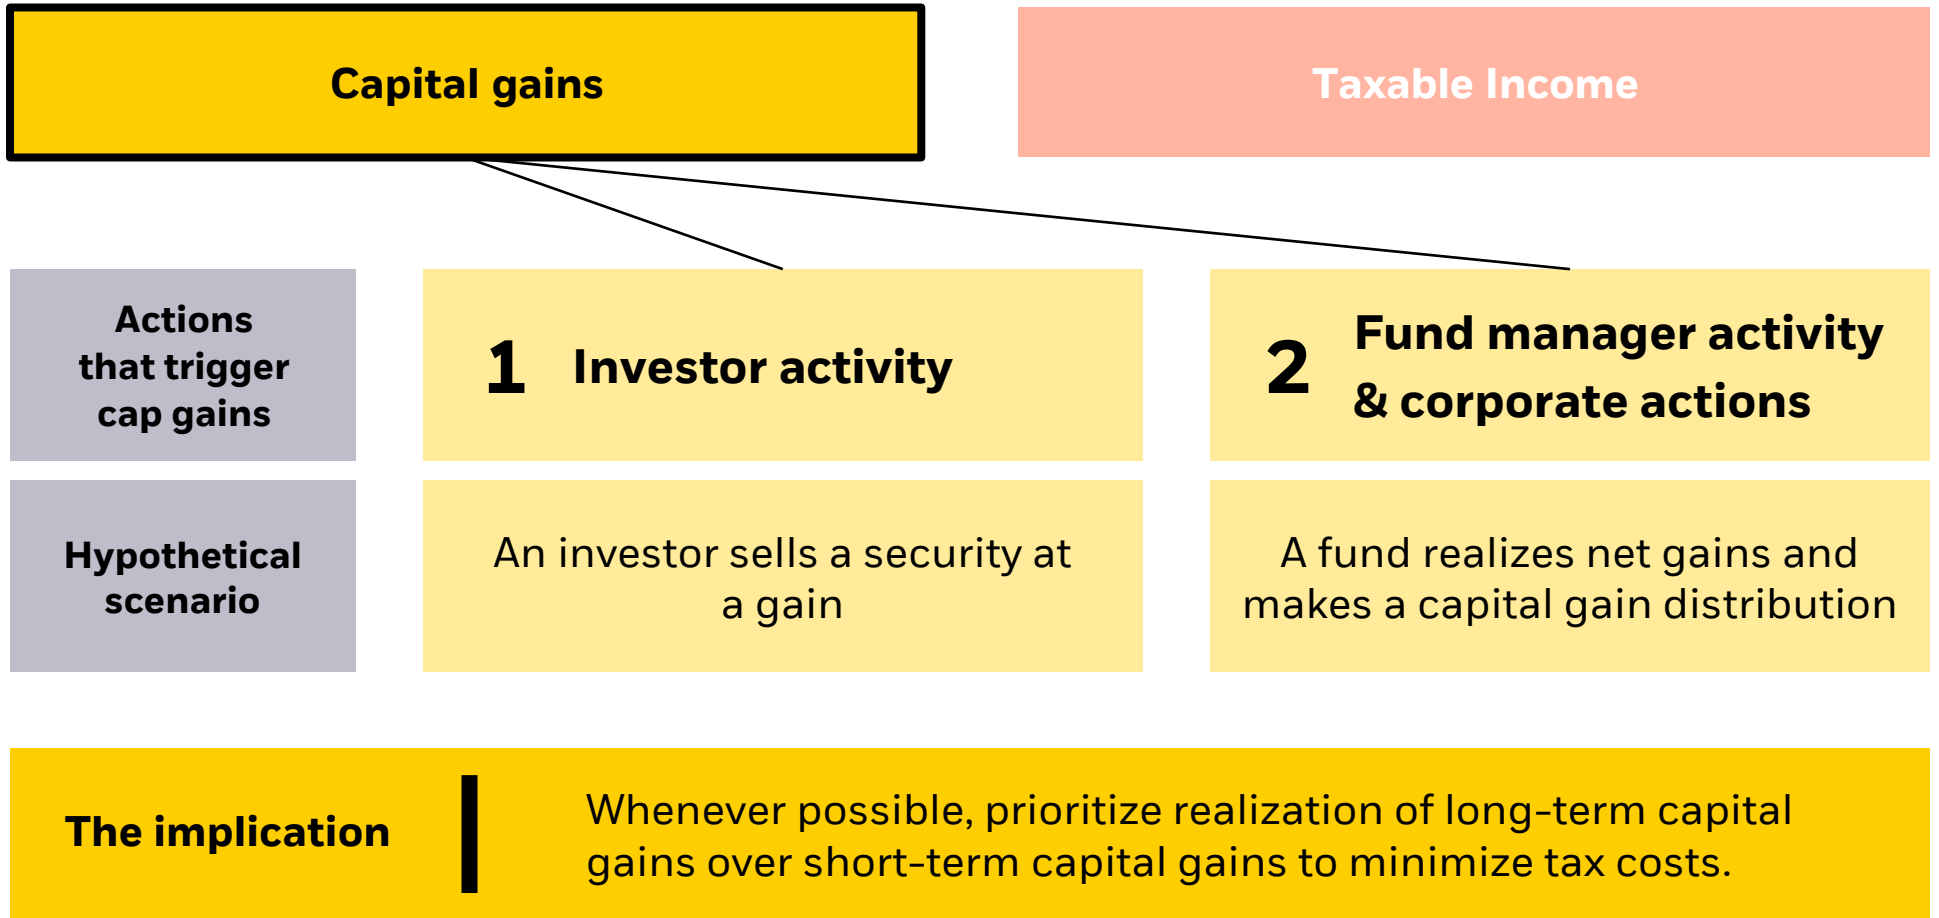 Capital gains
Taxable Income
Actions
that trigger
cap gains
1 Investor activity
2 Fund manager activity
& corporate actions
Hypothetical
scenario
An investor sells a security at
a gain
A fund realizes net gains and
makes a capital gain distribution
The implication
Whenever possible, prioritize realization of long-term capital
gains over short-term capital gains to minimize tax costs.